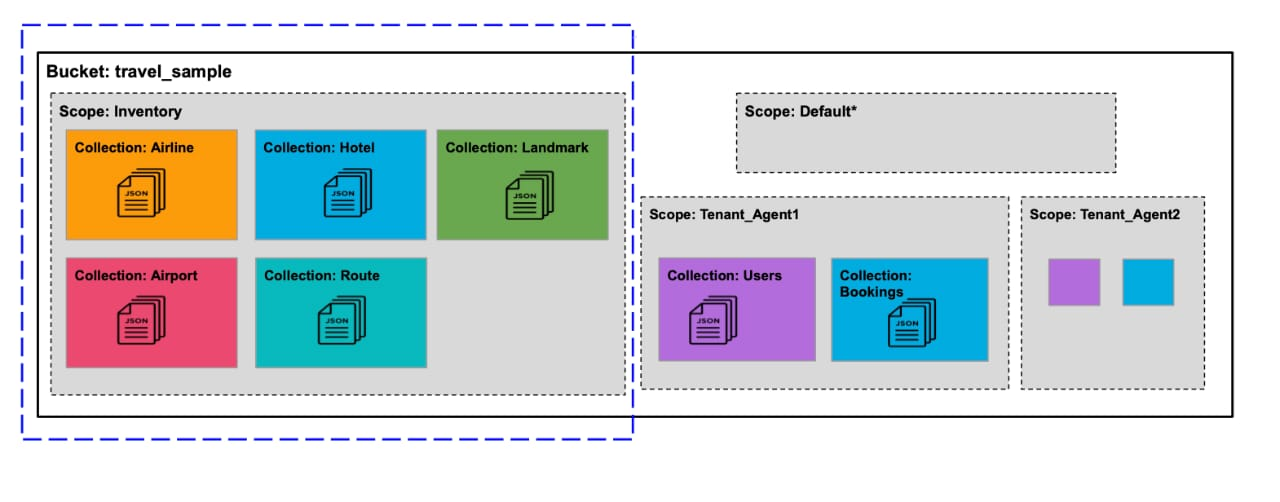 Bucket: travel_sample
Scope: Inventory
Collection: Airline
JSON
Collection: Hotel
JSON
Collection: Landmark
JSON
Collection: Airport
JSON
Collection: Route
JSON
Scope: Default*
Scope: Tenant_Agent1
Collection: Users
JSON
Collection:
Bookings
JSON
Scope: Tenant_Agent2